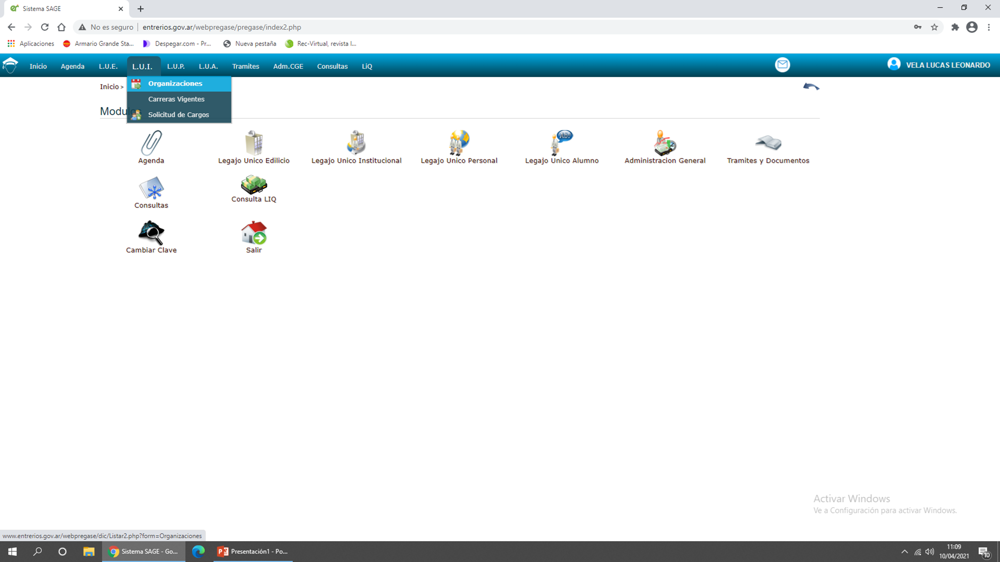 Sistema SAGE
No es seguro entrerios.gov.ar/webpregase/pregase/index2.php
Aplicaciones Armario Grande Sta... Despegar.com - Pr... Nueva pestaña Rec-Virtual, revista l...
Inicio Agenda L.U.E. L.U.I. L.U.P. L.U.A. Tramites Adm.CGE Consultas LiQ VELA LUCAS LEONARDO
Organizaciones
Inicio >
Carreras Vigentes
Modulos
Solicitud de Cargos
Ab!
Agenda Legajo Unico Edilicio Legajo Unico Institucional Legajo Unico Personal Legajo Unico Alumno Administracion General Tramites y Documentos
Consultas Consulta LIQ
Cambiar Clave Salir
Activar Windows
Ve a Configuración para activar Windows.
www.entrerios.gov.ar/webpregase/dic/Listar2.php?form=Organizaciones
Sistema SAGE - Go... Presentación1 - Po...
11:09
10/04/2021
10